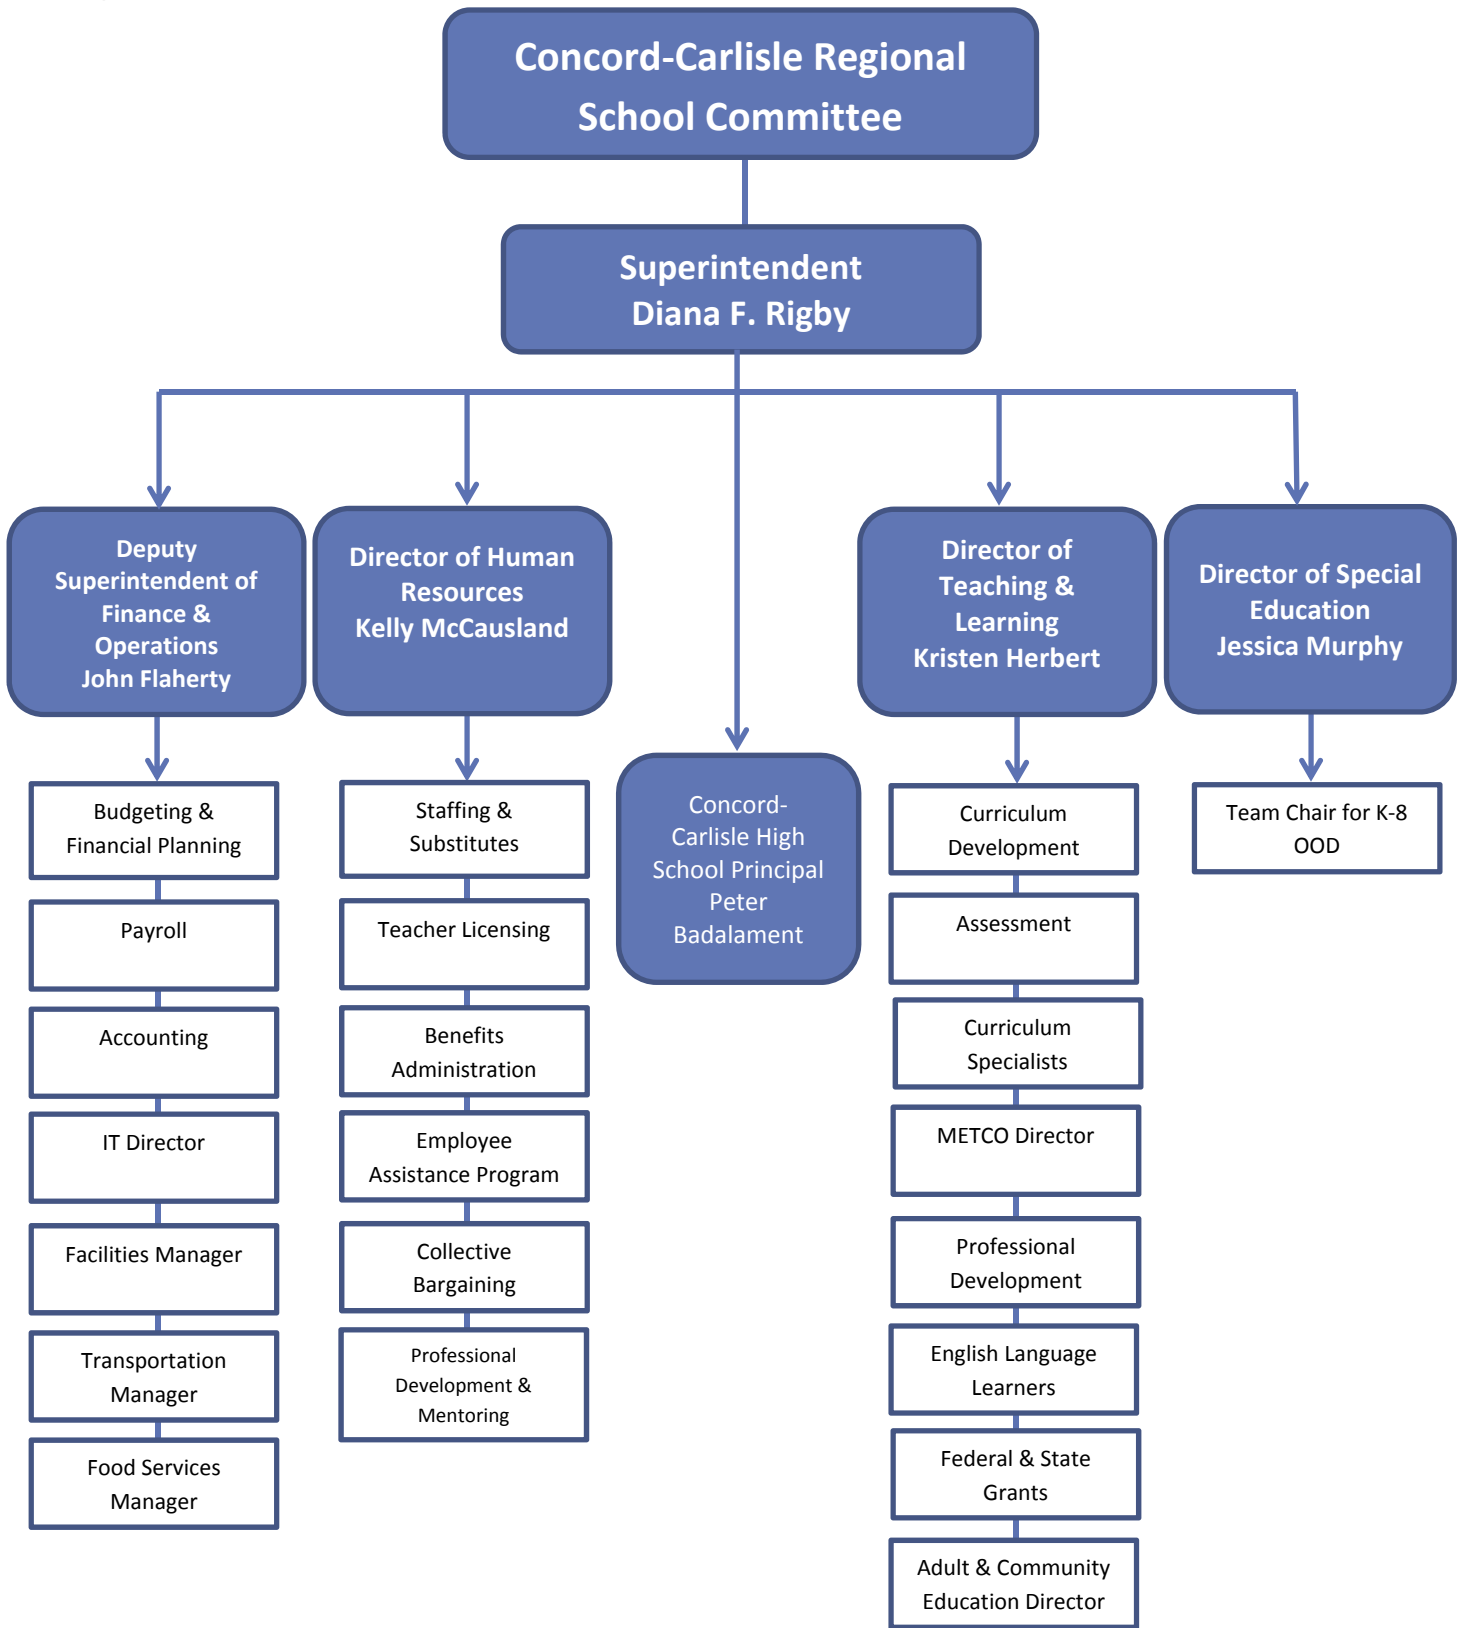 Concord-Carlisle Regional
School Committee
Superintendent
Diana F. Rigby
Deputy
Superintendent of
Finance &
Operations
John Flaherty
Director of Human
Resources
Kelly McCausland
Director of
Teaching &
Learning
Kristen Herbert
Director of Special
Education
Jessica Murphy
Concord-
Carlisle High
School Principal
Peter
Badalament
Budgeting &
Financial Planning
Payroll
Accounting
IT Director
Facilities Manager
Transportation
Manager
Food Services
Manager
Staffing &
Substitutes
Teacher Licensing
Benefits
Administration
Employee
Assistance Program
Collective
Bargaining
Professional
Development &
Mentoring
Curriculum
Development
Assessment
Curriculum
Specialists
METCO Director
Professional
Development
English Language
Learners
Federal & State
Grants
Adult & Community
Education Director
Team Chair for K-8
OOD